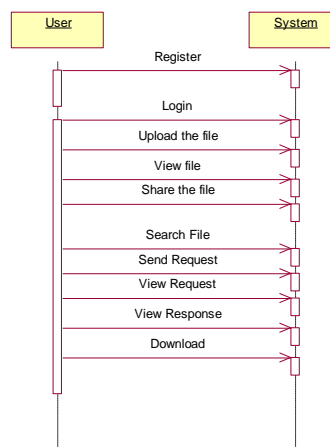 User
System
Register
Login
Upload the file
View file
Share the file
Search File
Send Request
View Request
View Response
Download